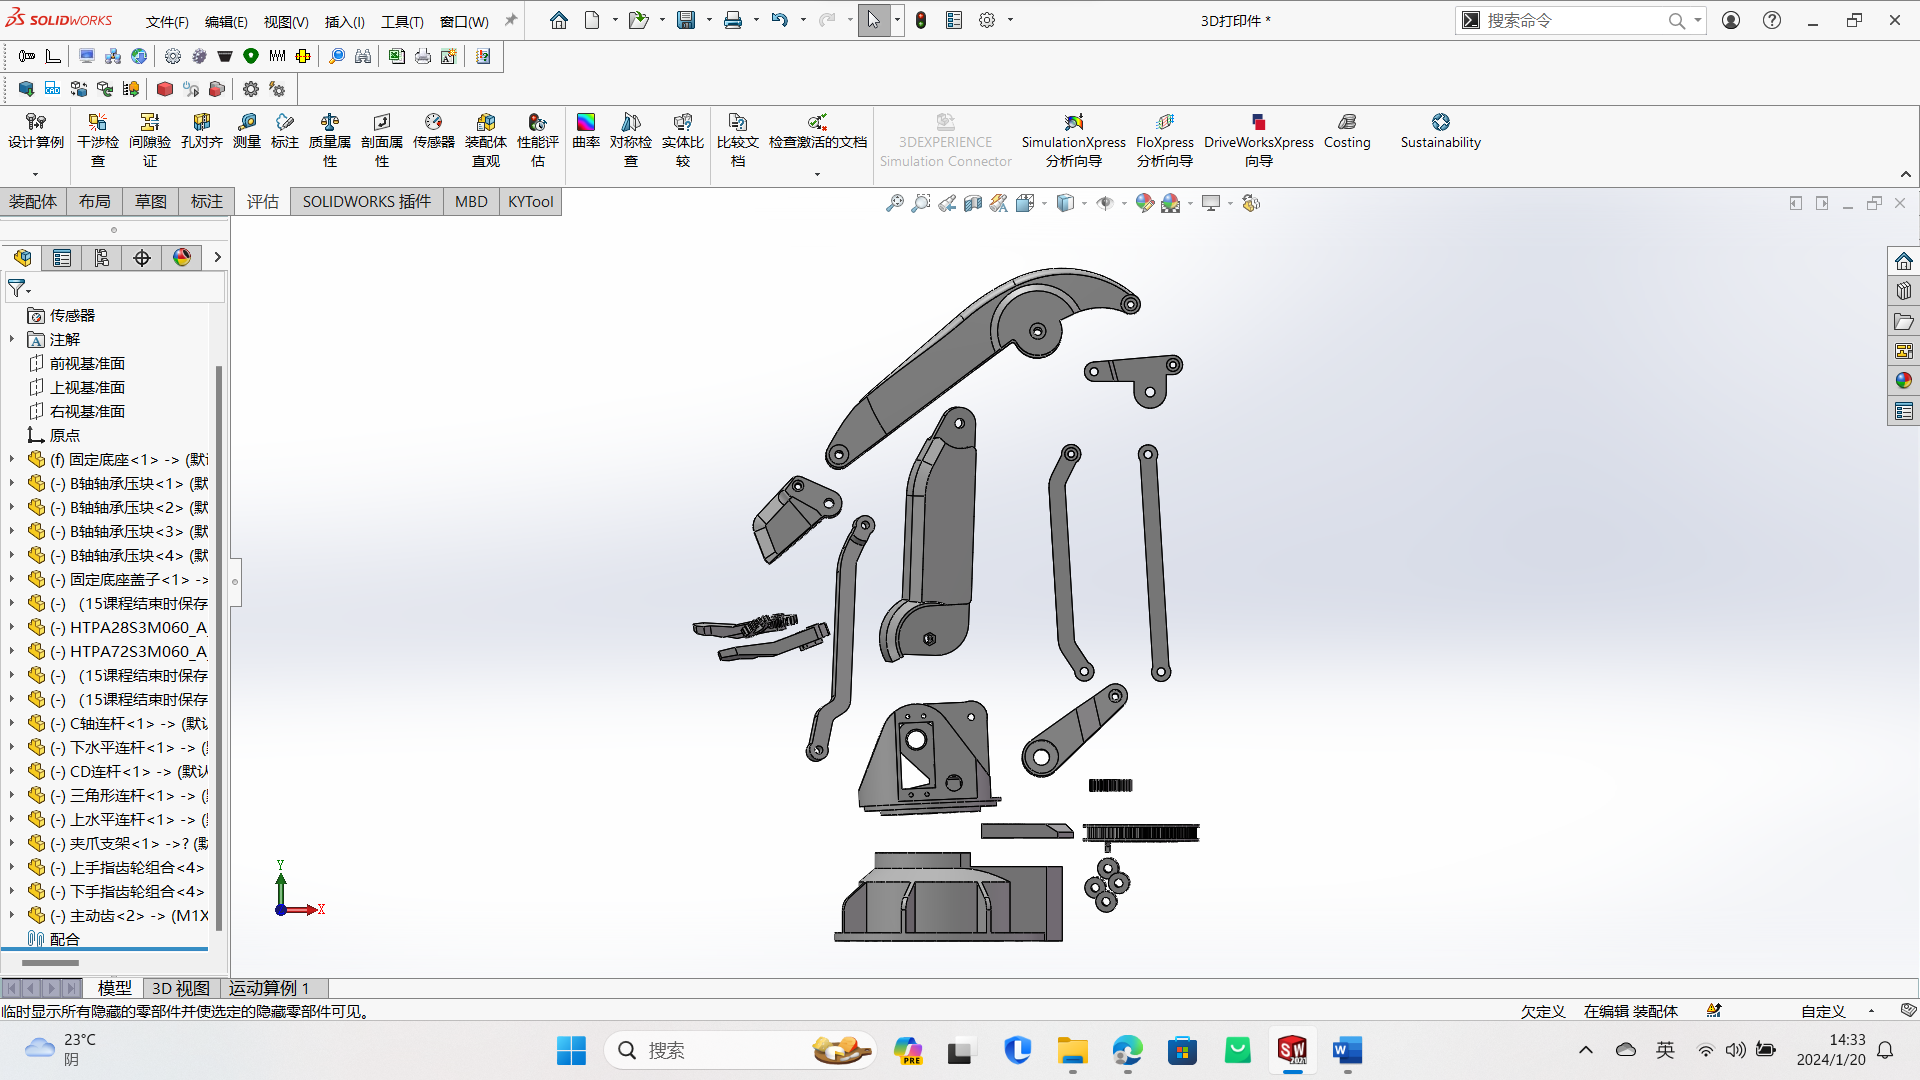 SOLIDWORKS 文件(F) 编辑(E) 视图(V) 插入(I) 工具(T) 窗口(W) 3D打印件 * 搜索命令
设计算例 干涉检查 间隙验证 孔对齐 测量 标注 质量属性 剖面属性 传感器 装配体直观 性能评估 曲率 对称检查 实体比较 比较文档 检查激活的文档 3DEXPERIENCE Simulation Connector SimulationXpress 分析向导 FloXpress 分析向导 DriveWorksXpress 向导 Costing Sustainability
装配体 布局 草图 标注 评估 SOLIDWORKS 插件 MBD KYTool
传感器
注解
前视基准面
上视基准面
右视基准面
原点
(f) 固定底座<1> -> (默认
(-) B轴轴承压块<1> (默
(-) B轴轴承压块<2> (默
(-) B轴轴承压块<3> (默
(-) B轴轴承压块<4> (默
(-) 固定底座盖子<1> ->
(-) （15课程结束时保存
(-) HTPA28S3M060_A_
(-) HTPA72S3M060_A_
(-) （15课程结束时保存
(-) （15课程结束时保存
(-) C轴连杆<1> -> (默认
(-) 下水平连杆<1> -> (
(-) CD连杆<1> -> (默认
(-) 三角形连杆<1> -> (
(-) 上水平连杆<1> -> (
(-) 夹爪支架<1> ->? (默
(-) 上手指齿轮组合<4>
(-) 下手指齿轮组合<4>
(-) 主动齿<2> -> (M1X
配合
Y
X
模型 3D 视图 运动算例 1
临时显示所有隐藏的零部件并使选定的隐藏零部件可见。 欠定义 在编辑 装配体 自定义
23°C
阴
搜索
PRE
SW
2021
W
英
14:33
2024/1/20